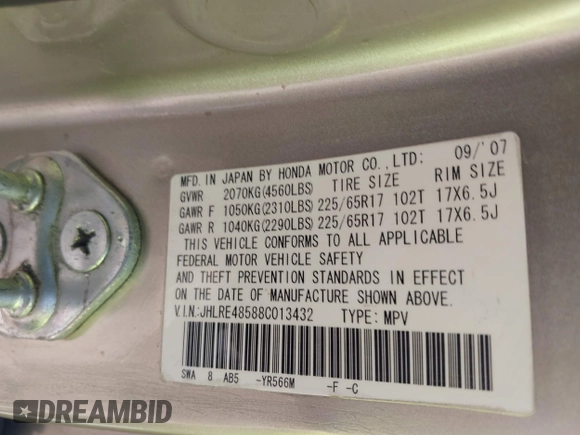 MFD. IN JAPAN BY HONDA MOTOR CO., LTD: 09/'07
GVWR 2070KG(4560LBS) TIRE SIZE RIM SIZE
GAWR F 1050KG(2310LBS) 225/65R17 102T 17X6.5J
GAWR R 1040KG(2290LBS) 225/65R17 102T 17X6.5J
THIS VEHICLE CONFORMS TO ALL APPLICABLE
FEDERAL MOTOR VEHICLE SAFETY
AND THEFT PREVENTION STANDARDS IN EFFECT
ON THE DATE OF MANUFACTURE SHOWN ABOVE.
V.I.N:JHLRE48588C013432 TYPE: MPV
SWA 8 AB5 -YR566M -F -C
DREAMBID